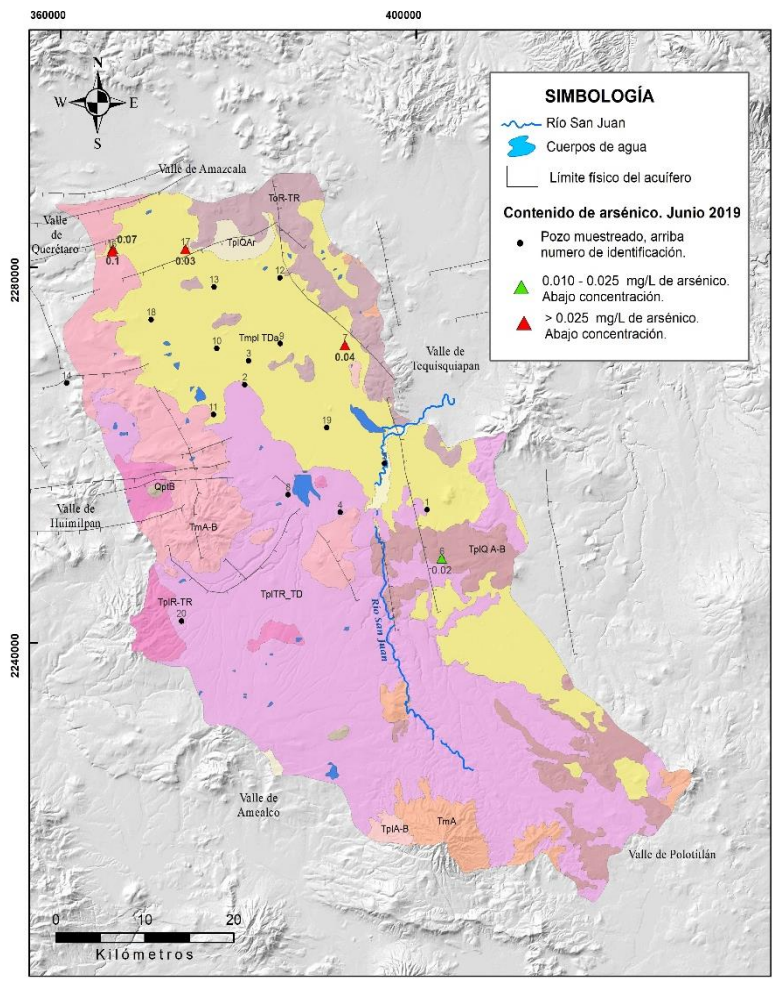 360000
400000
N
W
E
S
SIMBOLOGÍA
Río San Juan
Cuerpos de agua
Límite físico del acuífero
Contenido de arsénico. Junio 2019
Pozo muestreado, arriba
numero de identificación.
0.010 - 0.025 mg/L de arsénico.
Abajo concentración.
> 0.025 mg/L de arsénico.
Abajo concentración.
Valle de Amazcala
ToR-TR
Valle
de
Querétaro
0.07
0.1
17
0.03
TplQAr
2280000
13
12
18
10
Tmpl TDa
9
3
7
0.04
Valle de
Tequisquiapan
14
2
11
19
QptB
8
4
1
Valle de
Huimilpan
TmA-B
TplQ A-B
6
0.02
TplR-TR
TplTR_TD
20
Río San Juan
2240000
Valle de
Amealco
TplA-B
TmA
Valle de Polotitlán
0
10
20
Kilómetros